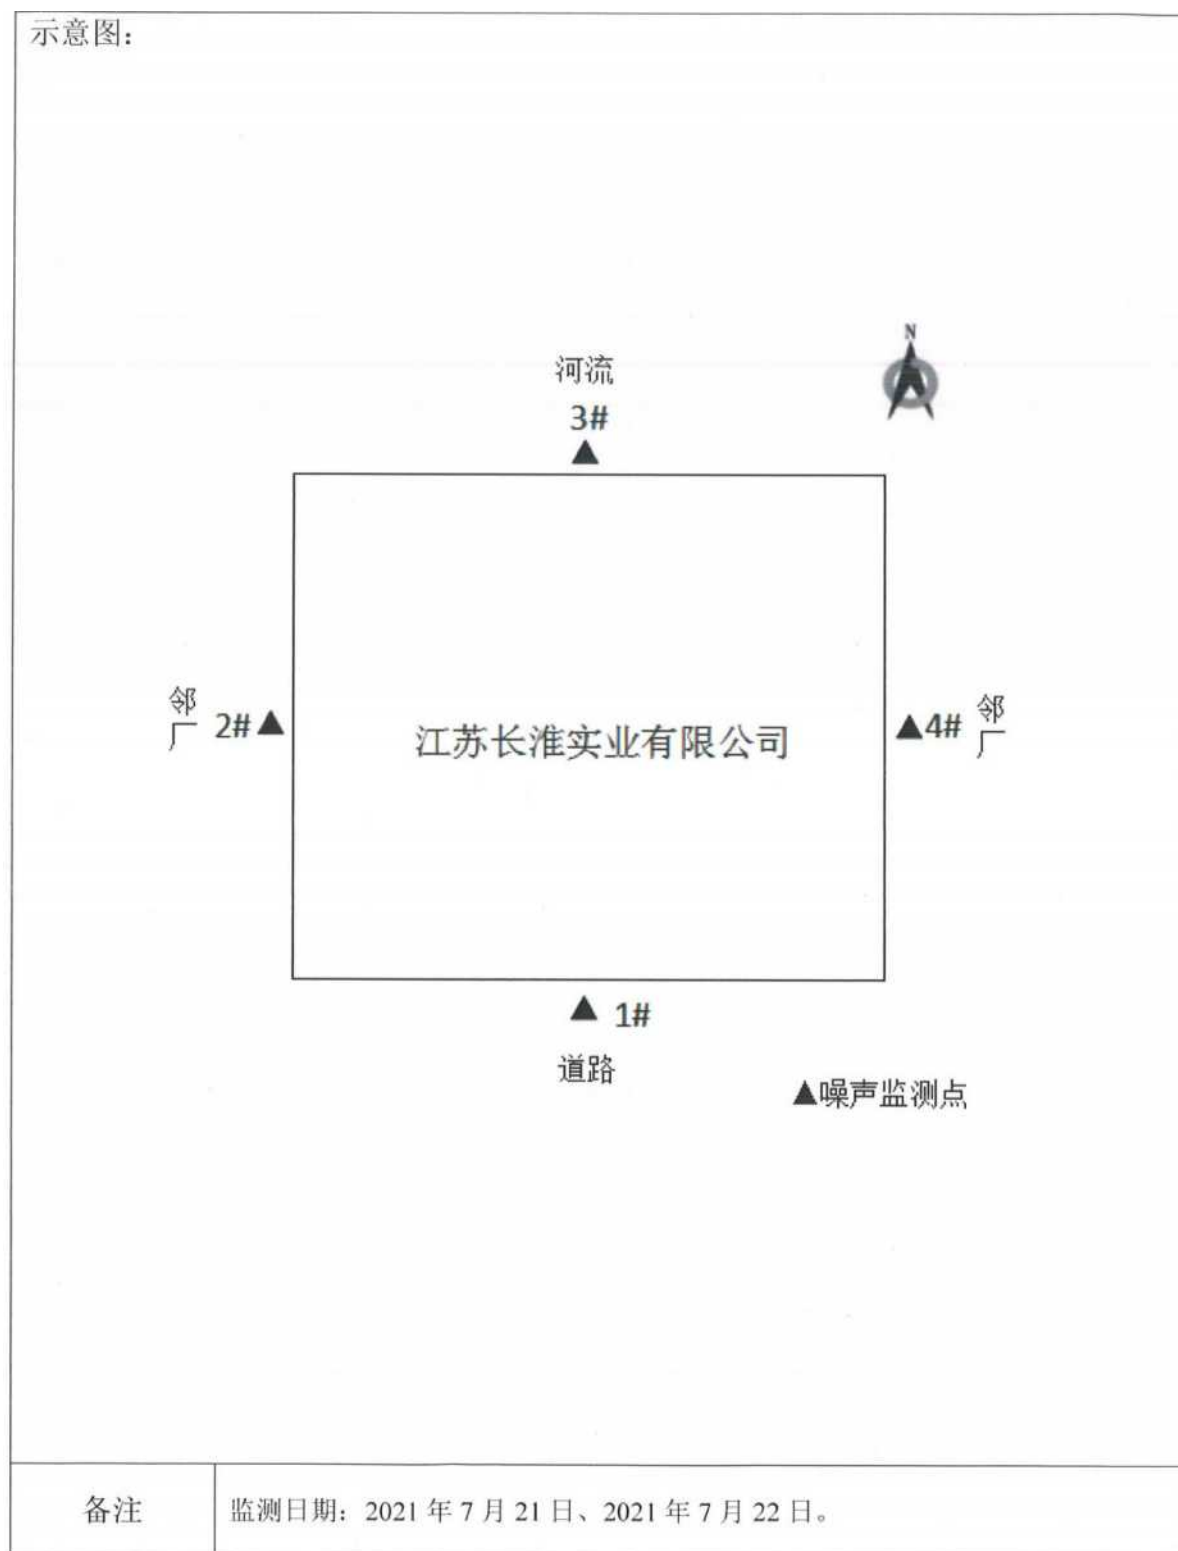 示意图:
N
河流
3#
邻厂
2#▲
江苏长淮实业有限公司
▲4#
邻厂
1#
道路
▲噪声监测点
备注
监测日期：2021 年 7 月 21 日、2021 年 7 月 22 日。